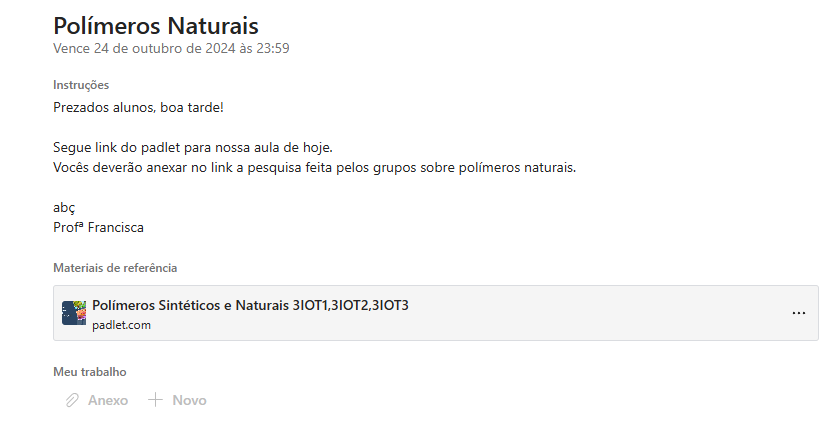 Polímeros Naturais
Vence 24 de outubro de 2024 às 23:59
Instruções
Prezados alunos, boa tarde!
Segue link do padlet para nossa aula de hoje.
Vocês deverão anexar no link a pesquisa feita pelos grupos sobre polímeros naturais.
abç
Profª Francisca
Materiais de referência
Polímeros Sintéticos e Naturais 3IOT1,3IOT2,3IOT3
padlet.com
Meu trabalho
Anexo
Novo